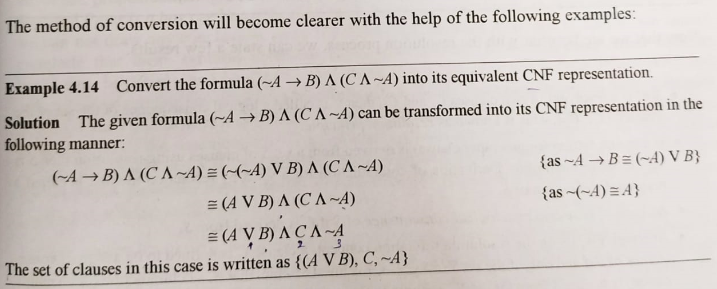 The method of conversion will become clearer with the help of the following examples:
Example 4.14 Convert the formula (~A → B) Λ (C Λ ~A) into its equivalent CNF representation.
Solution The given formula (~A → B) Λ (C Λ ~A) can be transformed into its CNF representation in the
following manner:
(~A → B) Λ (C Λ ~A) ≅ (~(~A) V B) Λ (C Λ ~A) {as ~A → B ≅ (~A) V B}
≅ (A V B) Λ (C Λ ~A) {as ~(~A) ≅ A}
≅ (A V B) Λ C Λ ~A
1 2 3
The set of clauses in this case is written as {(A V B), C, ~A}